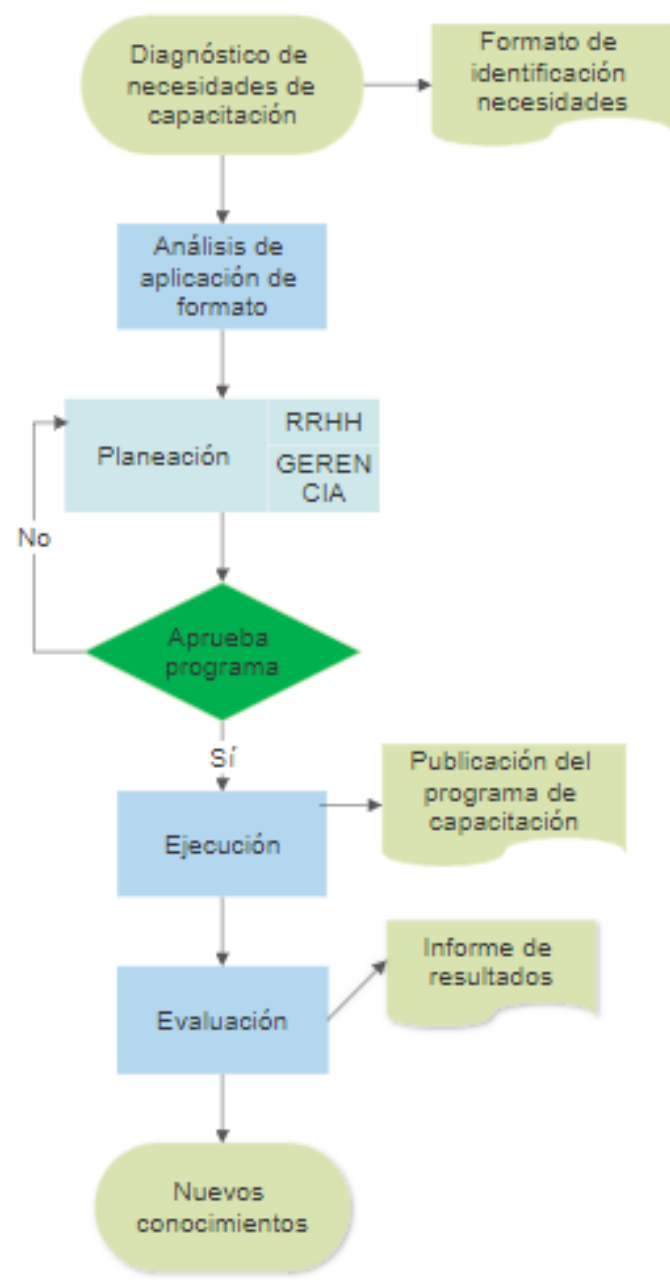 Diagnóstico de
necesidades de
capacitación
Formato de
identificación
necesidades
Análisis de
aplicación de
formato
Planeación
RRHH
GEREN
CIA
No
Aprueba
programa
Sí
Publicación del
programa de
capacitación
Ejecución
Informe de
resultados
Evaluación
Nuevos
conocimientos